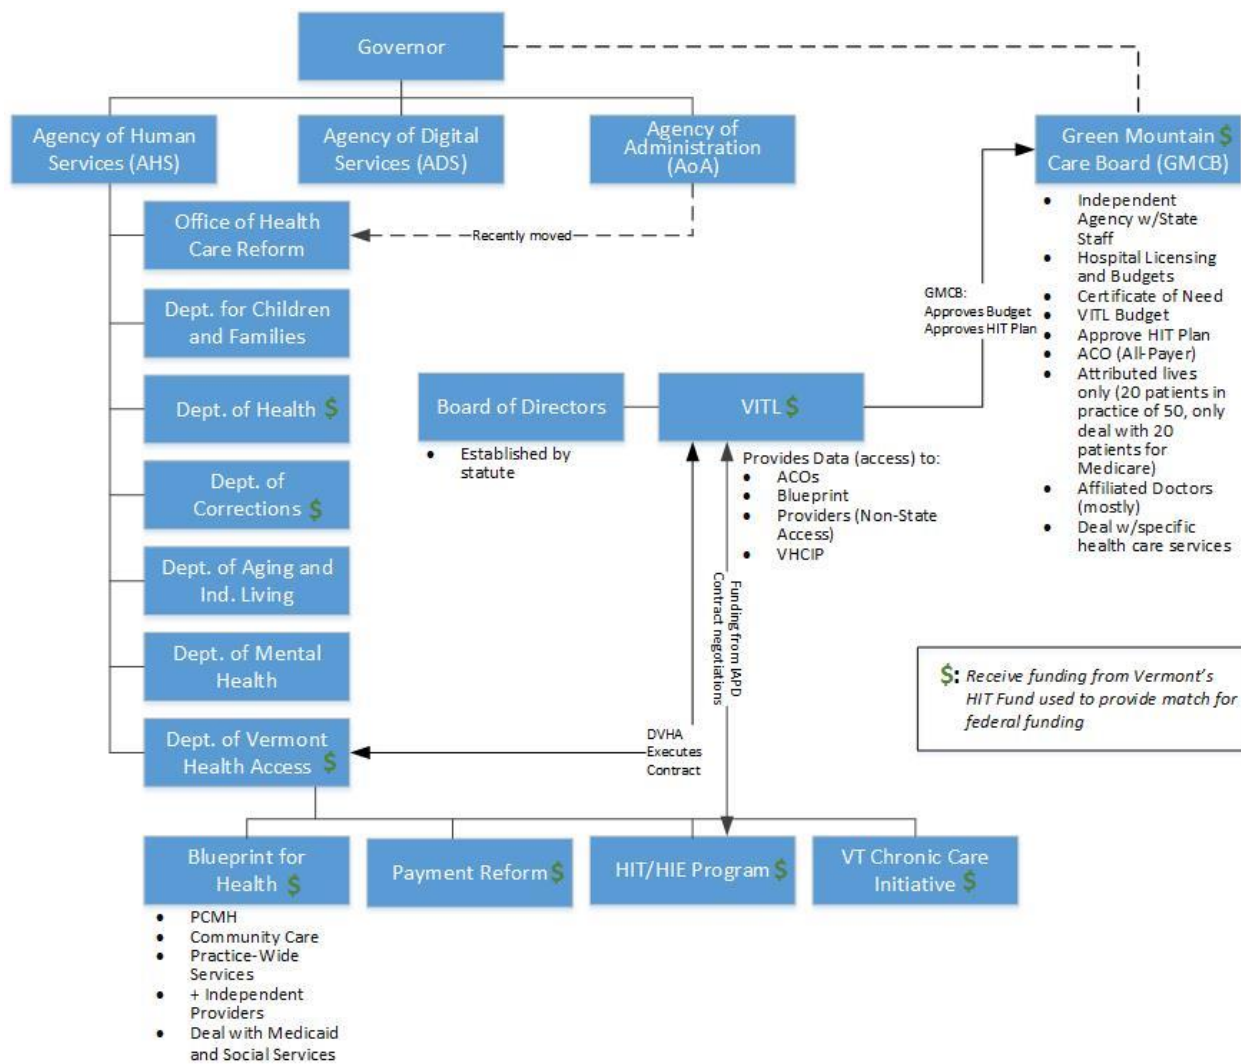 Governor
Agency of Human
Services (AHS)
Agency of Digital
Services (ADS)
Agency of
Administration
(AoA)
Green Mountain $
Care Board (GMCB)
Office of Health
Care Reform
Recently moved
• Independent
Agency w/State
Staff
• Hospital Licensing
and Budgets
• Certificate of Need
• VITL Budget
• Approve HIT Plan
• ACO (All-Payer)
• Attributed lives
only (20 patients in
practice of 50, only
deal with 20
patients for
Medicare)
• Affiliated Doctors
(mostly)
• Deal w/specific
health care services
Dept. for Children
and Families
GMCB:
Approves Budget
Approves HIT Plan
Dept. of Health $
Board of Directors
• Established by
statute
VITL $
Provides Data (access) to:
• ACOs
• Blueprint
• Providers (Non-State
Access)
• VHCIP
Dept. of
Corrections $
Dept. of Aging and
Ind. Living
Funding from IAPD
Contract negotiations
Dept. of Mental
Health
$: Receive funding from Vermont's
HIT Fund used to provide match for
federal funding
Dept. of Vermont
Health Access $
DVHA
Executes
Contract
Blueprint for
Health $
Payment Reform $
HIT/HIE Program $
VT Chronic Care
Initiative $
• PCMH
• Community Care
• Practice-Wide
Services
• + Independent
Providers
• Deal with Medicaid
and Social Services